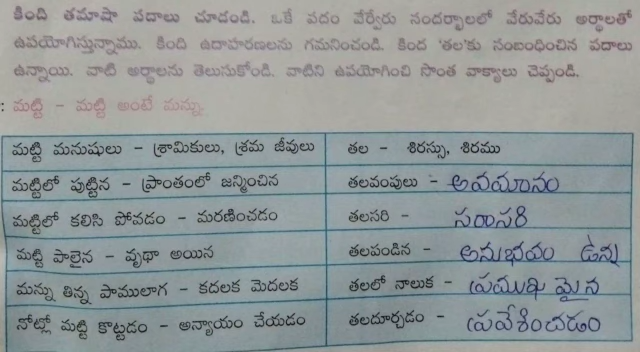 కింది తమాషా పదాలు చూడండి. ఒకే పదం వేర్వేరు సందర్భాలలో వేరువేరు అర్థాలతో
ఉపయోగిస్తున్నాము. కింది ఉదాహరణలను గమనించండి. కింద 'తల'కు సంబంధించిన పదాలు
ఉన్నాయి. వాటి అర్థాలను తెలుసుకోండి. వాటిని ఉపయోగించి సొంత వాక్యాలు చెప్పండి.
: మట్టి - మట్టి అంటే మన్ను
మట్టి మనుషులు - శ్రామికులు, శ్రమ జీవులు తల - శిరస్సు, శిరము
మట్టిలో పుట్టిన - ప్రాంతంలో జన్మించిన తలవంపులు - అవమానం
మట్టిలో కలిసి పోవడం - మరణించడం తలసరి - సరాసరి
మట్టి పాలైన - వృథా అయిన తలపండిన - అనుభవం ఉన్న
మన్ను తిన్న పాములాగ - కదలక మెదలక తలలో నాలుక - ప్రముఖ మైన
నోట్లో మట్టి కొట్టడం - అన్యాయం చేయడం తలదూర్చడం - ప్రవేశించడం